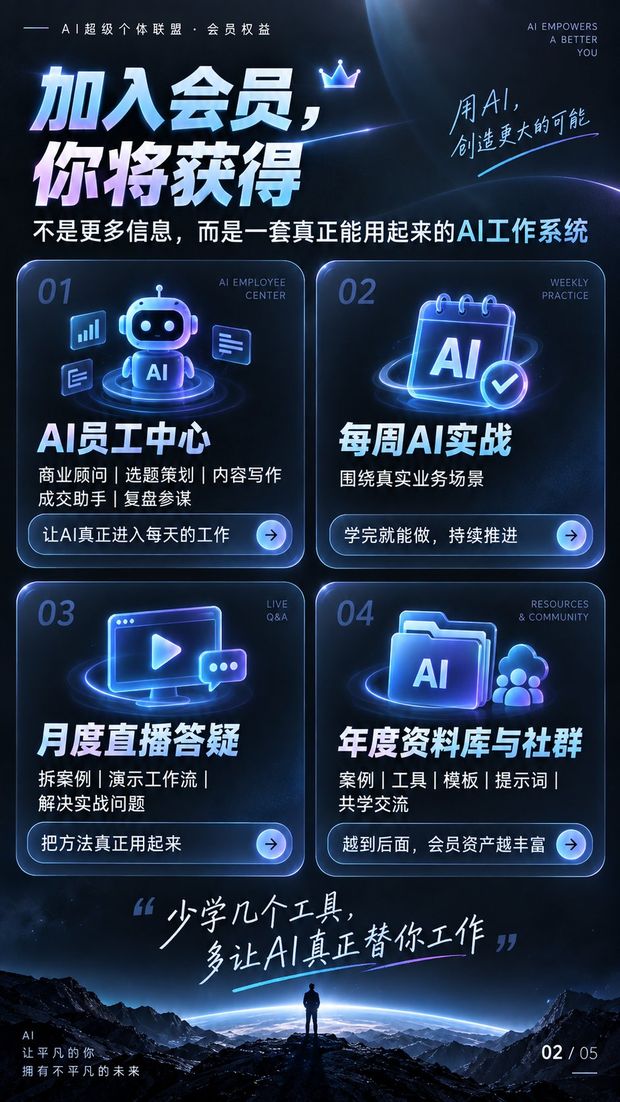 AI超级个体联盟 · 会员权益
AI EMPOWERS
A BETTER
YOU
加入会员，
你将获得
用AI，
创造更大的可能
不是更多信息，而是一套真正能用起来的AI工作系统
01
AI EMPLOYEE
CENTER
AI
AI员工中心
商业顾问 | 选题策划 | 内容写作
成交助手 | 复盘参谋
让AI真正进入每天的工作
02
WEEKLY
PRACTICE
AI
每周AI实战
围绕真实业务场景
学完就能做，持续推进
03
LIVE
Q&A
月度直播答疑
拆案例 | 演示工作流 |
解决实战问题
把方法真正用起来
04
RESOURCES
& COMMUNITY
AI
年度资料库与社群
案例 | 工具 | 模板 | 提示词 |
共学交流
越到后面，会员资产越丰富
“少学几个工具，
多让AI真正替你工作”
AI
让平凡的你
拥有不平凡的未来
02 / 05